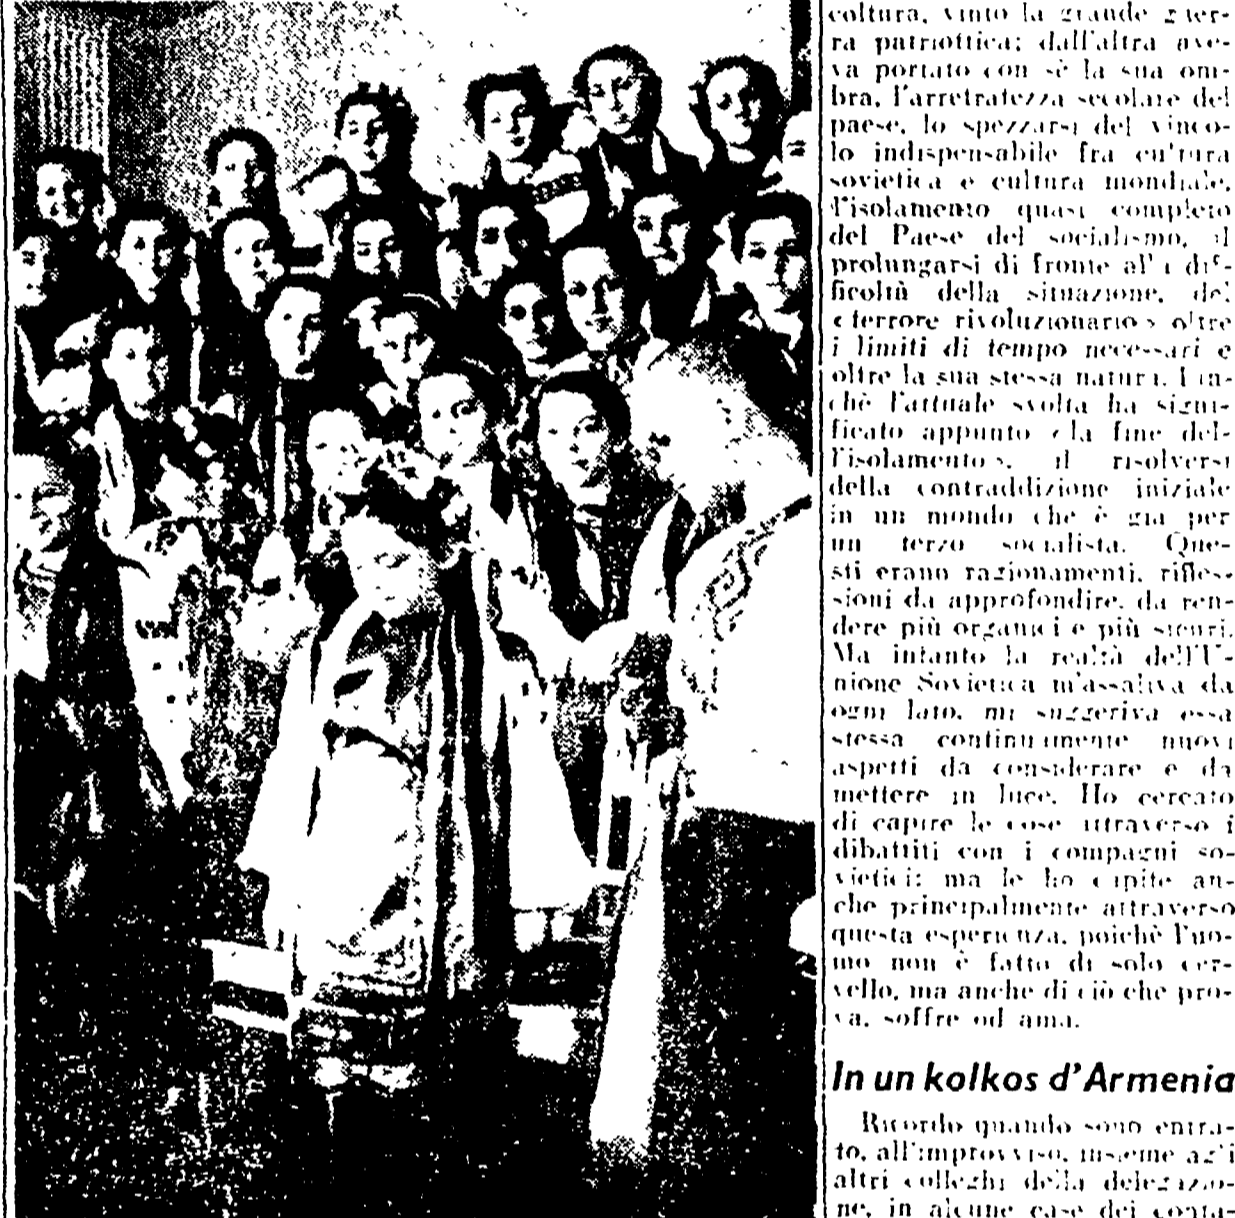 coltura, vinto la grande guer-
ra patriottica; dall'altra ave-
va portato con sè la sua om-
bra, l'arretratezza secolare del
paese, lo spezzarsi del vinco-
lo indispensabile fra cultura
sovietica e cultura mondiale,
l'isolamento quasi completo
del Paese del socialismo, il
prolungarsi di fronte alla dif-
ficoltà della situazione, del
«terrore rivoluzionario» oltre
i limiti di tempo necessari e
oltre la sua stessa natura. Fin-
chè l'attuale svolta ha signi-
ficato appunto «la fine del-
l'isolamento», il risolversi
della contraddizione iniziale
in un mondo che è già per
un terzo socialista. Que-
sti erano ragionamenti, rifles-
sioni da approfondire, da ren-
dere più organici e più sicuri.
Ma intanto la realtà dell'U-
nione Sovietica m'assaliva da
ogni lato, mi suggeriva essa
stessa continuamente nuovi
aspetti da considerare e da
mettere in luce. Ho cercato
di capire le cose attraverso i
dibattiti con i compagni so-
vietici; ma le ho capite an-
che principalmente attraverso
questa esperienza, poichè l'uo-
mo non è fatto di solo cer-
vello, ma anche di ciò che pro-
va, soffre od ama.
In un kolkos d'Armenia
Ricordo quando sono entra-
to, all'improvviso, insieme agli
altri colleghi della delegazio-
ne, in alcune case dei conta-